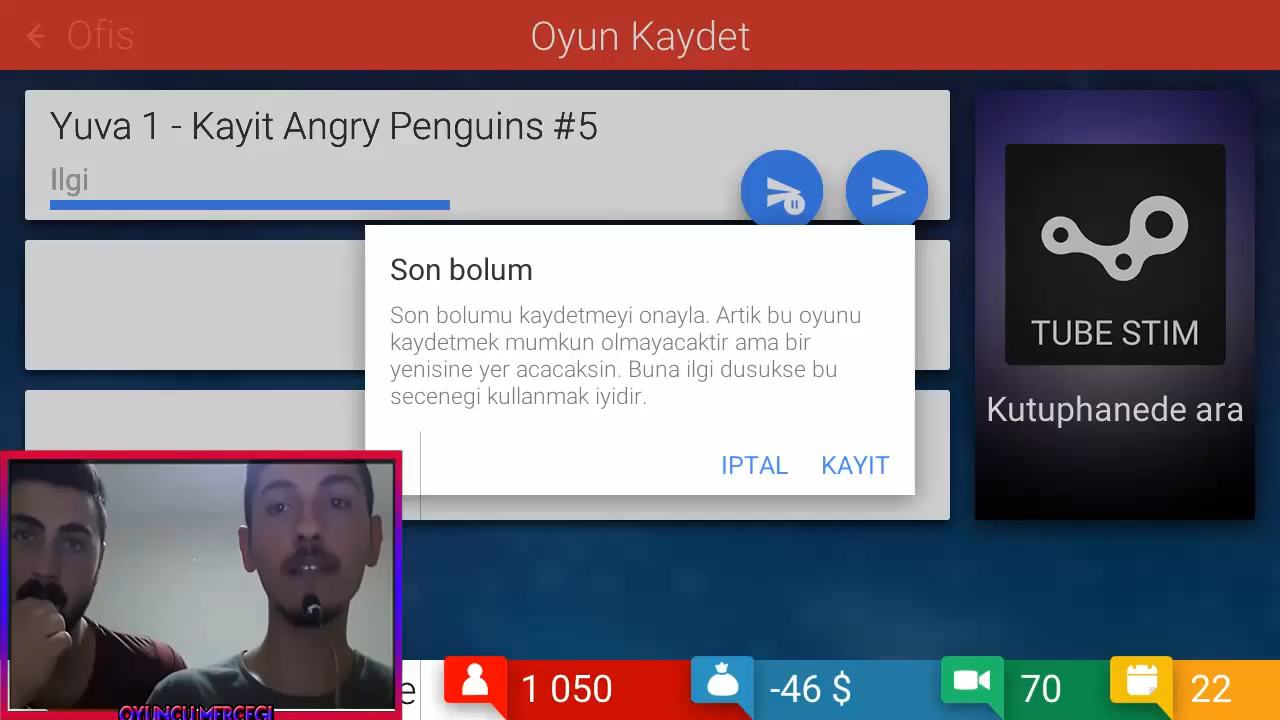 Ofis
Oyun Kaydet
Yuva 1 - Kayit Angry Penguins #5
Ilgi
Son bolum
Son bolumu kaydetmeyi onayla. Artik bu oyunu
kaydetmek mumkun olmayacaktir ama bir
yenisine yer acacaksin. Buna ilgi dusukse bu
secenegi kullanmak iyidir.
IPTAL KAYIT
TUBE STIM
Kutuphanede ara
OYUNCU MERCEGI
1 050
-46 $
70
22